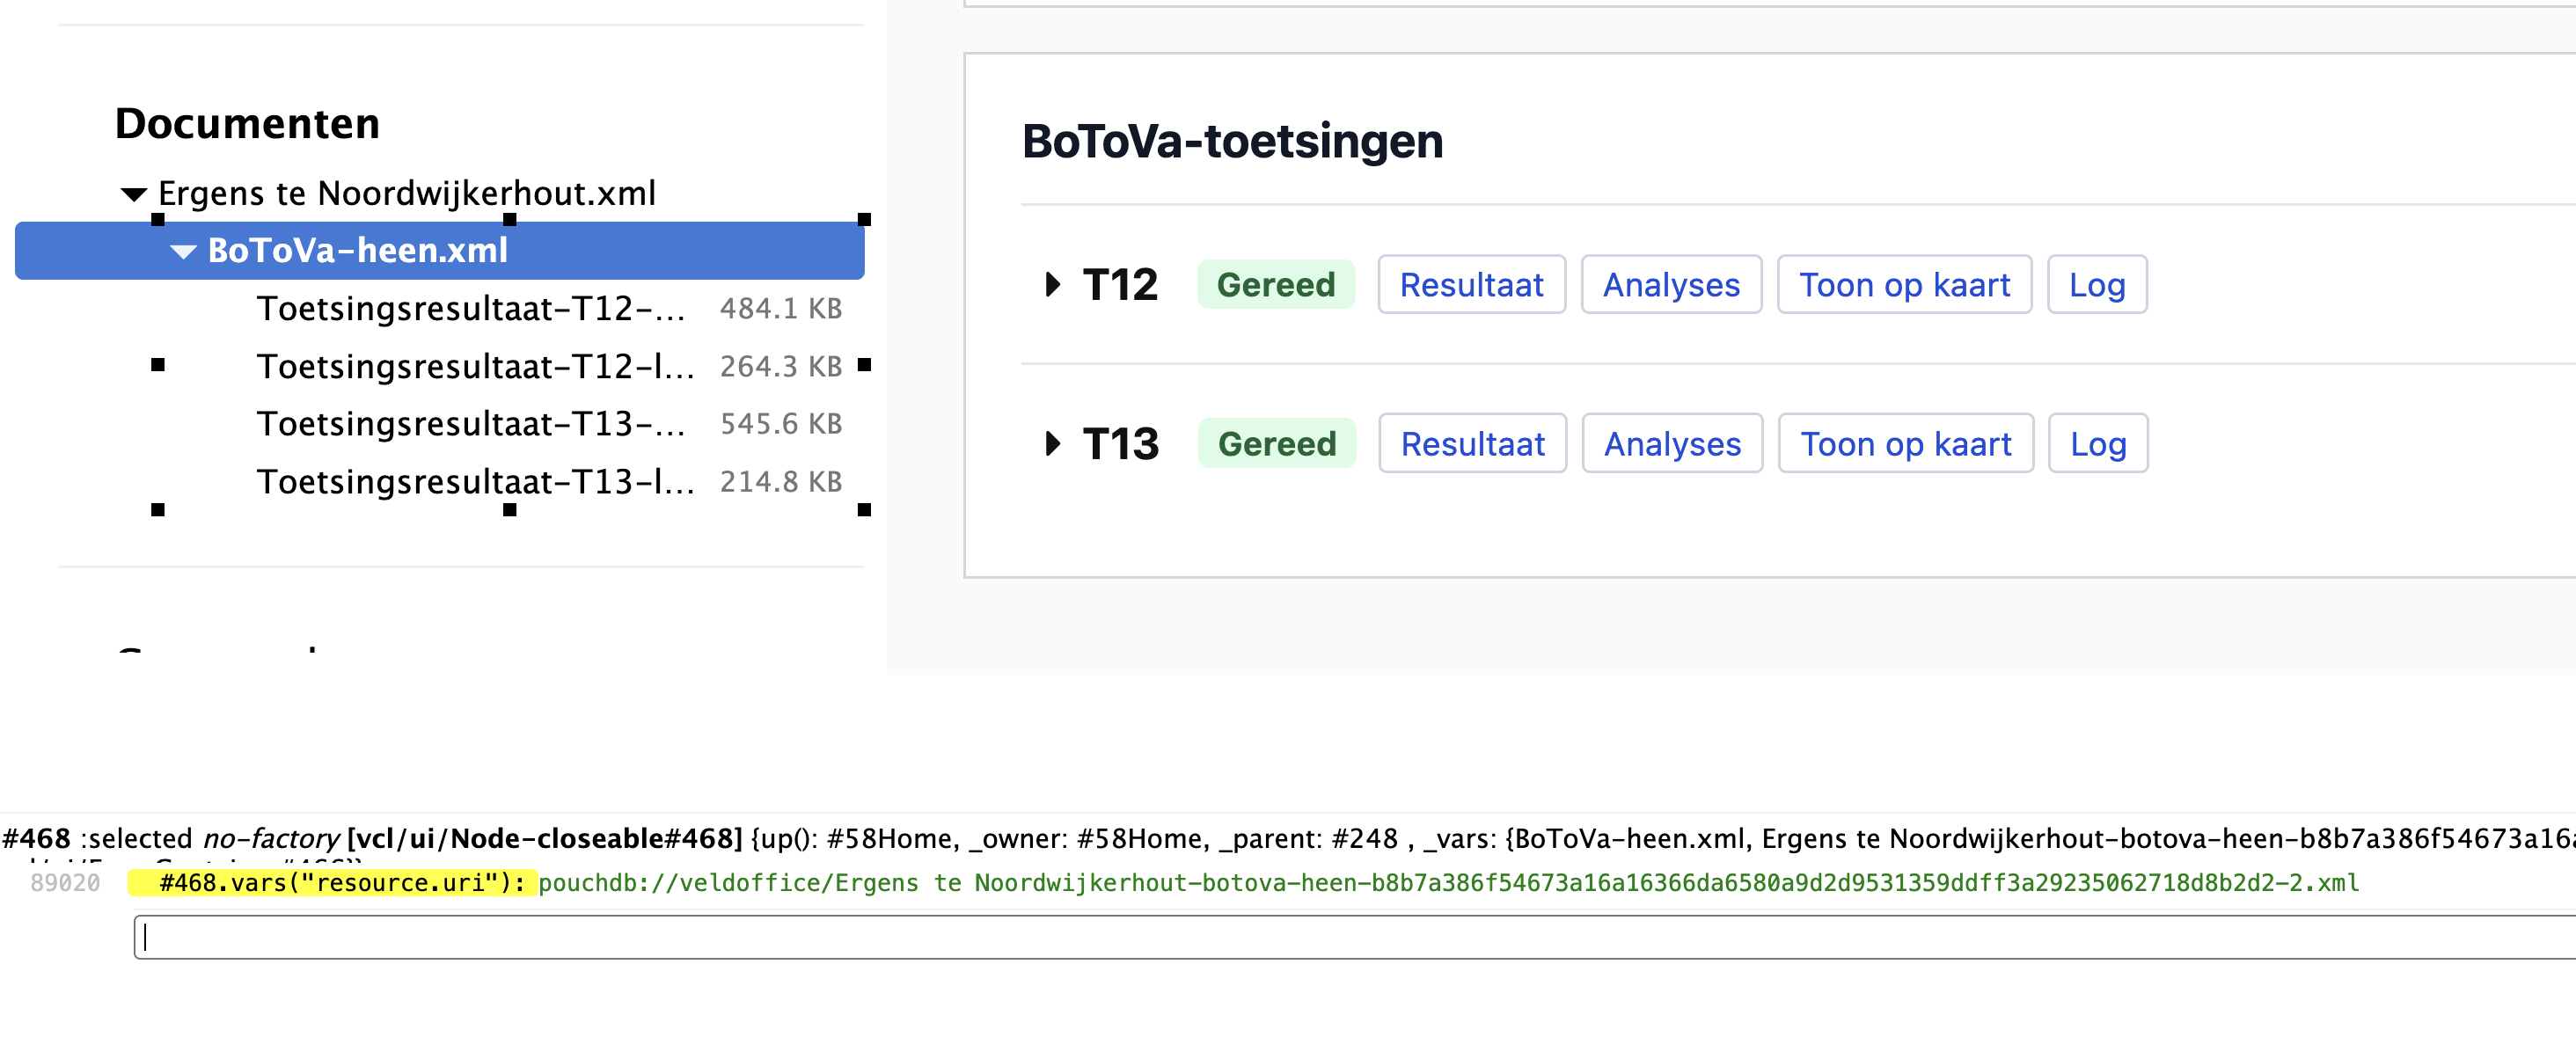 Documenten
Ergens te Noordwijkerhout.xml
BoToVa-heen.xml
Toetsingsresultaat-T12-... 484.1 KB
Toetsingsresultaat-T12-l... 264.3 KB
Toetsingsresultaat-T13-... 545.6 KB
Toetsingsresultaat-T13-l... 214.8 KB
BoToVa-toetsingen
T12 Gereed Resultaat Analyses Toon op kaart Log
T13 Gereed Resultaat Analyses Toon op kaart Log
#468 :selected no-factory [vcl/ui/Node-closeable#468] {up(): #58Home, _owner: #58Home, _parent: #248 , _vars: {BoToVa-heen.xml, Ergens te Noordwijkerhout-botova-heen-b8b7a386f54673a16a
89020 #468.vars("resource.uri"): pouchdb://veldoffice/Ergens te Noordwijkerhout-botova-heen-b8b7a386f54673a16a16366da6580a9d2d9531359ddff3a29235062718d8b2d2-2.xml